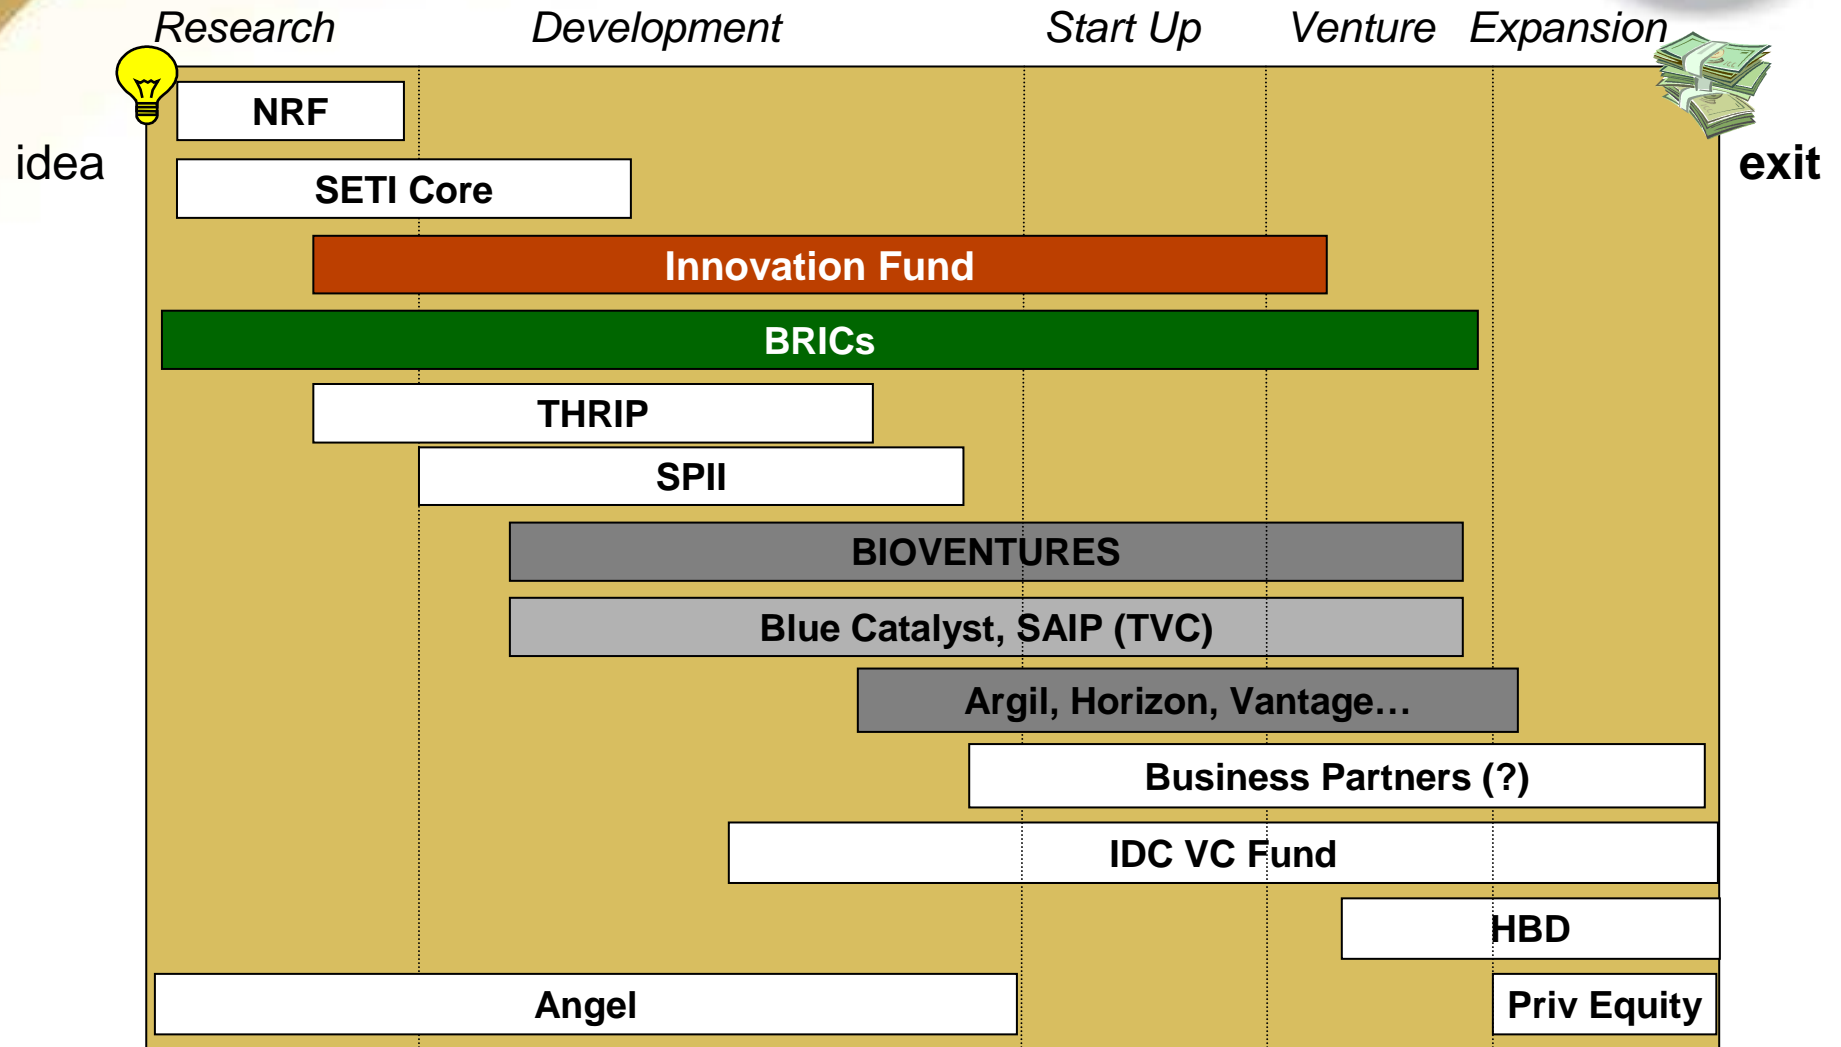 Research Development Start Up Venture Expansion
NRF
idea
exit
SETI Core
Innovation Fund
BRICs
THRIP
SPII
BIOVENTURES
Blue Catalyst, SAIP (TVC)
Argil, Horizon, Vantage…
Business Partners (?)
IDC VC Fund
HBD
Angel
Priv Equity